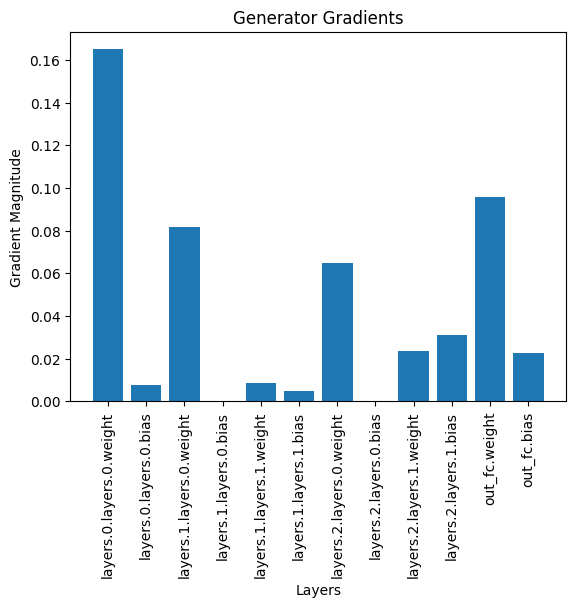 Generator Gradients
Gradient Magnitude
0.16
0.14
0.12
0.10
0.08
0.06
0.04
0.02
0.00
layers.0.layers.0.weight
layers.0.layers.0.bias
layers.1.layers.0.weight
layers.1.layers.0.bias
layers.1.layers.1.weight
layers.1.layers.1.bias
layers.2.layers.0.weight
layers.2.layers.0.bias
layers.2.layers.1.weight
layers.2.layers.1.bias
out_fc.weight
out_fc.bias
Layers